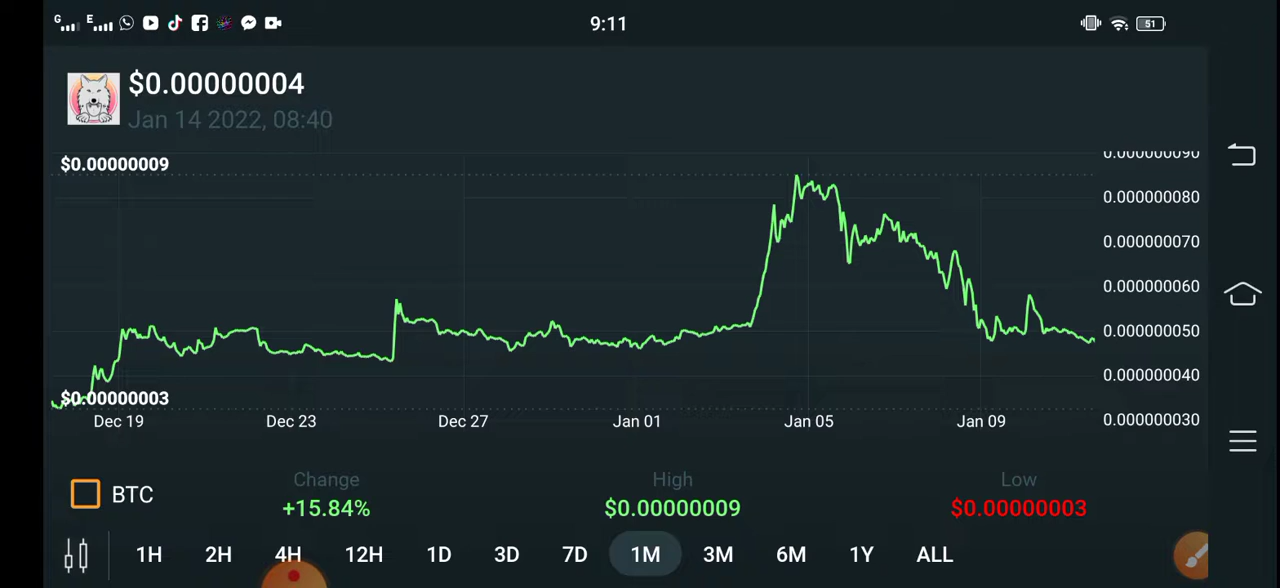 G E 9:11 51
$0.00000004
Jan 14 2022, 08:40
$0.00000009
0.000000090
0.000000080
0.000000070
0.000000060
0.000000050
0.000000040
$0.00000003
0.000000030
Dec 19 Dec 23 Dec 27 Jan 01 Jan 05 Jan 09
Change High Low
BTC +15.84% $0.00000009 $0.00000003
1H 2H 4H 12H 1D 3D 7D 1M 3M 6M 1Y ALL